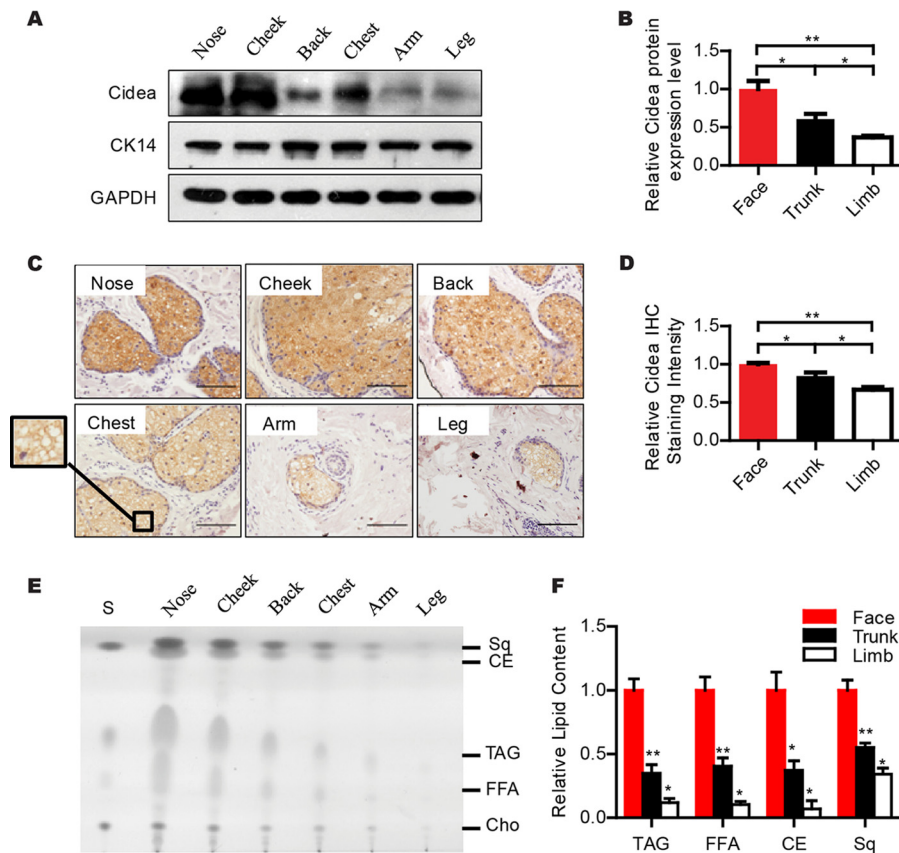 A
Nose Cheek Back Chest Arm Leg
Cidea
CK14
GAPDH
B
Relative Cidea protein
expression level
1.5
1.0
0.5
0.0
**
* *
Face Trunk Limb
C
Nose Cheek Back
Chest Arm Leg
D
Relative Cidea IHC
Staining Intensity
1.5
1.0
0.5
0.0
**
* *
Face Trunk Limb
E
S Nose Cheek Back Chest Arm Leg
Sq
CE
TAG
FFA
Cho
F
Face
Trunk
Limb
Relative Lipid Content
1.0
0.5
0.0
** * ** * * * ** *
TAG FFA CE Sq